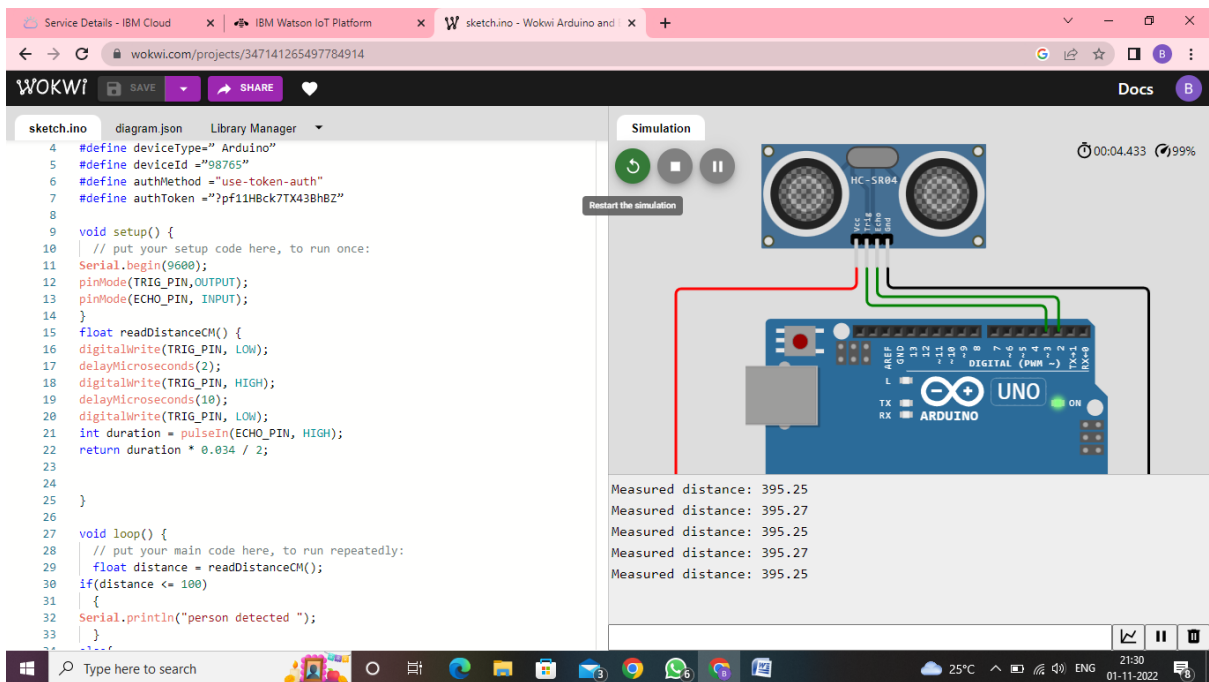 Service Details - IBM Cloud
IBM Watson IoT Platform
sketch.ino - Wokwi Arduino and
wokwi.com/projects/347141265497784914
G
B
WOKWI
SAVE
SHARE
Docs
B
sketch.ino diagram.json Library Manager
4 #define deviceType=” Arduino”
5 #define deviceId =”98765”
6 #define authMethod ="use-token-auth"
7 #define authToken =”?pf11HBck7TX43BhBZ”
8
9 void setup() {
10 // put your setup code here, to run once:
11 Serial.begin(9600);
12 pinMode(TRIG_PIN,OUTPUT);
13 pinMode(ECHO_PIN, INPUT);
14 }
15 float readDistanceCM() {
16 digitalWrite(TRIG_PIN, LOW);
17 delayMicroseconds(2);
18 digitalWrite(TRIG_PIN, HIGH);
19 delayMicroseconds(10);
20 digitalWrite(TRIG_PIN, LOW);
21 int duration = pulseIn(ECHO_PIN, HIGH);
22 return duration * 0.034 / 2;
23
24
25 }
26
27 void loop() {
28 // put your main code here, to run repeatedly:
29 float distance = readDistanceCM();
30 if(distance <= 100)
31 {
32 Serial.println("person detected ");
33 }
Simulation
00:04.433 99%
Restart the simulation
HC-SR04
Vcc
Trig
Echo
Gnd
AREF
GND
13
12
~11
~10
~9
8
7
~6
~5
4
~3
2
TX→1
RX←0
DIGITAL (PWM ~)
L
TX
RX
ARDUINO
UNO
ON
Measured distance: 395.25
Measured distance: 395.27
Measured distance: 395.25
Measured distance: 395.27
Measured distance: 395.25
Type here to search
3
6
B
25°C
ENG
21:30
01-11-2022
8